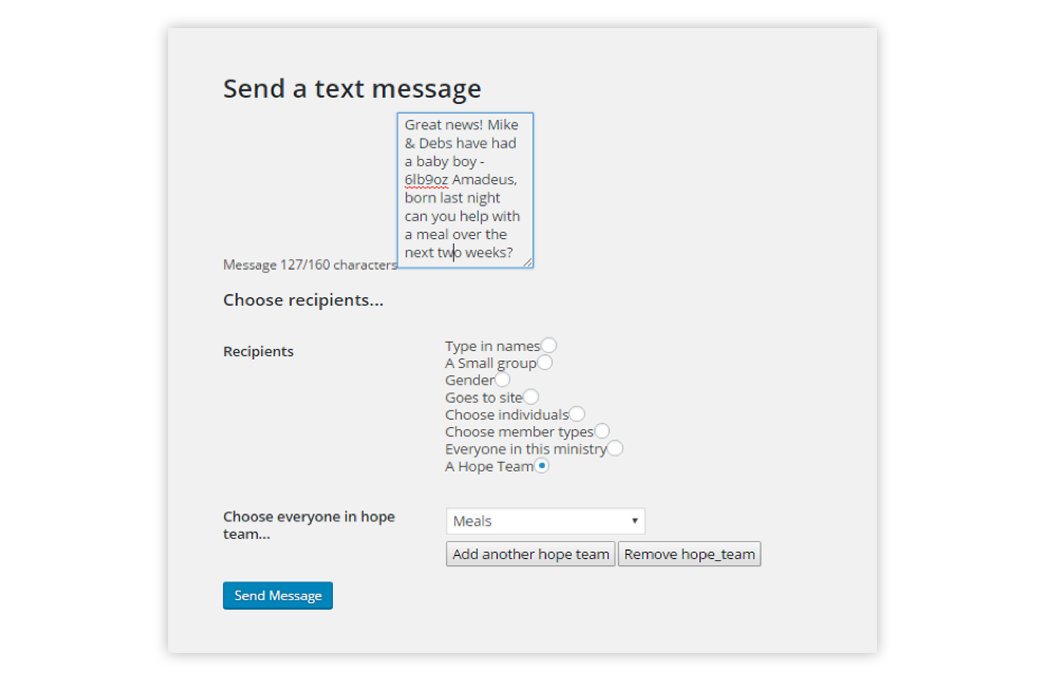 Send a text message
Great news! Mike
& Debs have had
a baby boy -
6lb9oz Amadeus,
born last night
can you help with
a meal over the
next two weeks?
Message 127/160 characters
Choose recipients...
Recipients
Type in names
A Small group
Gender
Goes to site
Choose individuals
Choose member types
Everyone in this ministry
A Hope Team
Choose everyone in hope
team...
Meals
Add another hope team
Remove hope_team
Send Message